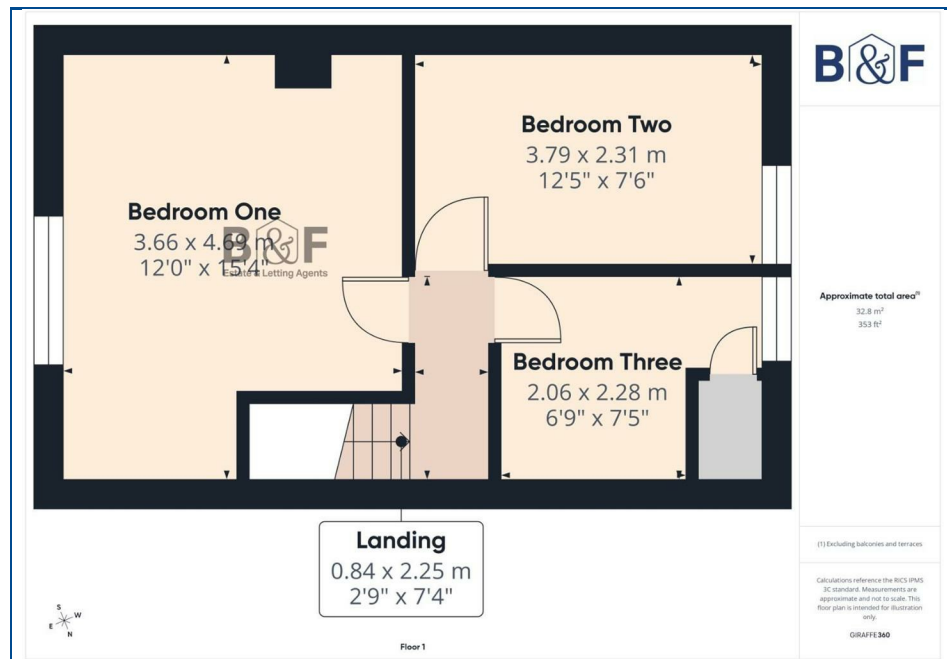 B&F
Bedroom Two
3.79 x 2.31 m
12'5" x 7'6"
Bedroom One
3.66 x 4.69 m
12'0" x 15'4"
B&F
Estate & Letting Agents
Bedroom Three
2.06 x 2.28 m
6'9" x 7'5"
Landing
0.84 x 2.25 m
2'9" x 7'4"
Approximate total area(1)
32.8 m²
353 ft²
(1) Excluding balconies and terraces
Calculations reference the RICS IPMS
3C standard. Measurements are
approximate and not to scale. This
floor plan is intended for illustration
only.
GIRAFFE360
S
W
E
N
Floor 1